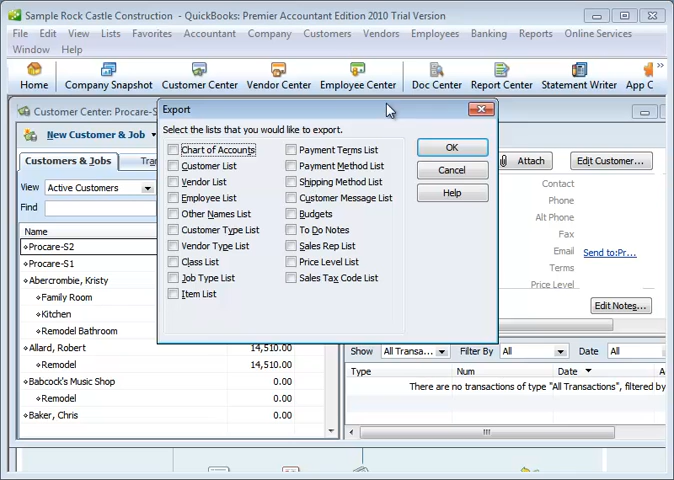 Sample Rock Castle Construction - QuickBooks: Premier Accountant Edition 2010 Trial Version
File Edit View Lists Favorites Accountant Company Customers Vendors Employees Banking Reports Online Services
Window Help
Home Company Snapshot Customer Center Vendor Center Employee Center Doc Center Report Center Statement Writer App C »
Customer Center: Procare-S
New Customer & Job
Attach Edit Customer...
Customers & Jobs Tra
View Active Customers
Find
Name
Procare-S2
Procare-S1
Abercrombie, Kristy
Family Room
Kitchen
Remodel Bathroom
Allard, Robert 14,510.00
Remodel 14,510.00
Babcock's Music Shop 0.00
Remodel 0.00
Baker, Chris 0.00
Export
Select the lists that you would like to export.
Chart of Accounts
Customer List
Vendor List
Employee List
Other Names List
Customer Type List
Vendor Type List
Class List
Job Type List
Item List
Payment Terms List
Payment Method List
Shipping Method List
Customer Message List
Budgets
To Do Notes
Sales Rep List
Price Level List
Sales Tax Code List
OK
Cancel
Help
Contact
Phone
Alt Phone
Fax
Email Send to:Pr...
Terms
Price Level
Edit Notes...
Show All Transa... Filter By All Date All
Type Num Date A
There are no transactions of type "All Transactions", filtered by